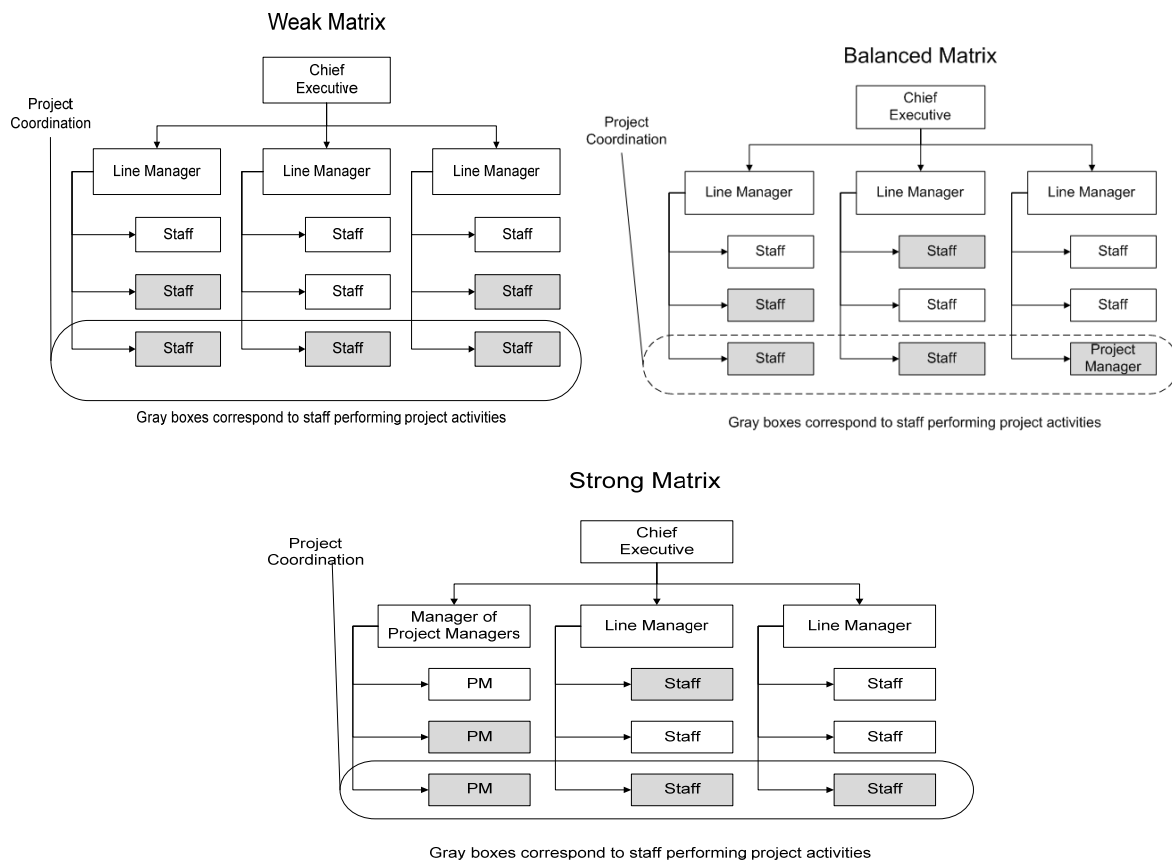 Weak Matrix
Chief
Executive
Project
Coordination
Line Manager
Line Manager
Line Manager
Staff
Staff
Staff
Staff
Staff
Staff
Staff
Staff
Staff
Gray boxes correspond to staff performing project activities
Balanced Matrix
Chief
Executive
Project
Coordination
Line Manager
Line Manager
Line Manager
Staff
Staff
Staff
Staff
Staff
Staff
Staff
Staff
Project
Manager
Gray boxes correspond to staff performing project activities
Strong Matrix
Chief
Executive
Project
Coordination
Manager of
Project Managers
Line Manager
Line Manager
PM
Staff
Staff
PM
Staff
Staff
PM
Staff
Staff
Gray boxes correspond to staff performing project activities